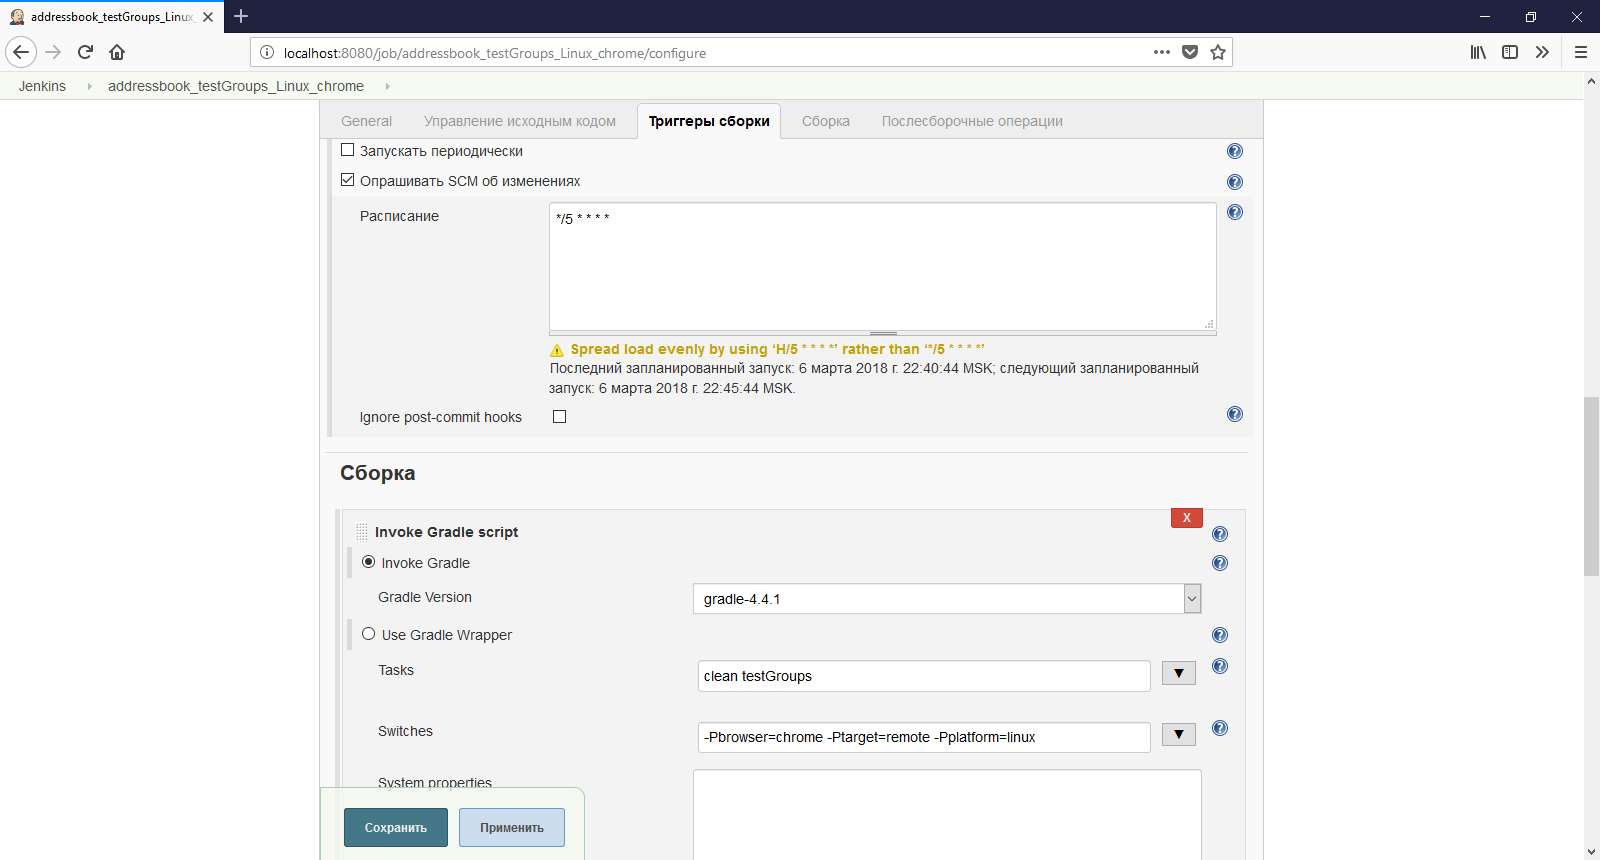 addressbook_testGroups_Linux_
localhost:8080/job/addressbook_testGroups_Linux_chrome/configure
Jenkins addressbook_testGroups_Linux_chrome
General Управление исходным кодом Триггеры сборки Сборка Послесборочные операции
Запускать периодически
Опрашивать SCM об изменениях
Расписание */5 * * * *
Spread load evenly by using ‘H/5 * * * *’ rather than ‘*/5 * * * *’
Последний запланированный запуск: 6 марта 2018 г. 22:40:44 MSK; следующий запланированный
запуск: 6 марта 2018 г. 22:45:44 MSK.
Ignore post-commit hooks
Сборка
X
Invoke Gradle script
Invoke Gradle
Gradle Version gradle-4.4.1
Use Gradle Wrapper
Tasks clean testGroups
Switches -Pbrowser=chrome -Ptarget=remote -Pplatform=linux
System properties
Сохранить Применить